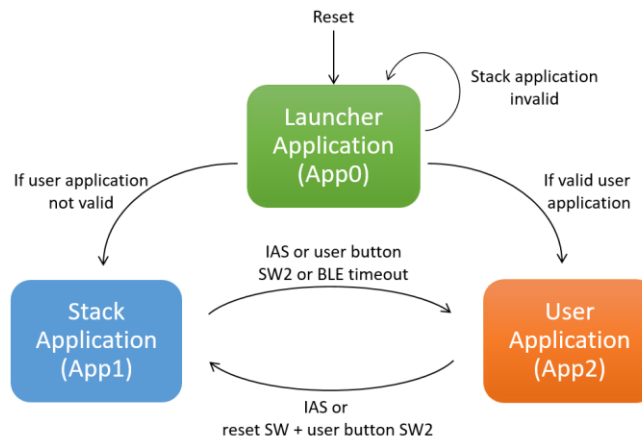 Reset
Stack application
invalid
Launcher
Application
(App0)
If user application
not valid
If valid user
application
IAS or user button
SW2 or BLE timeout
Stack
Application
(App1)
User
Application
(App2)
IAS or
reset SW + user button SW2